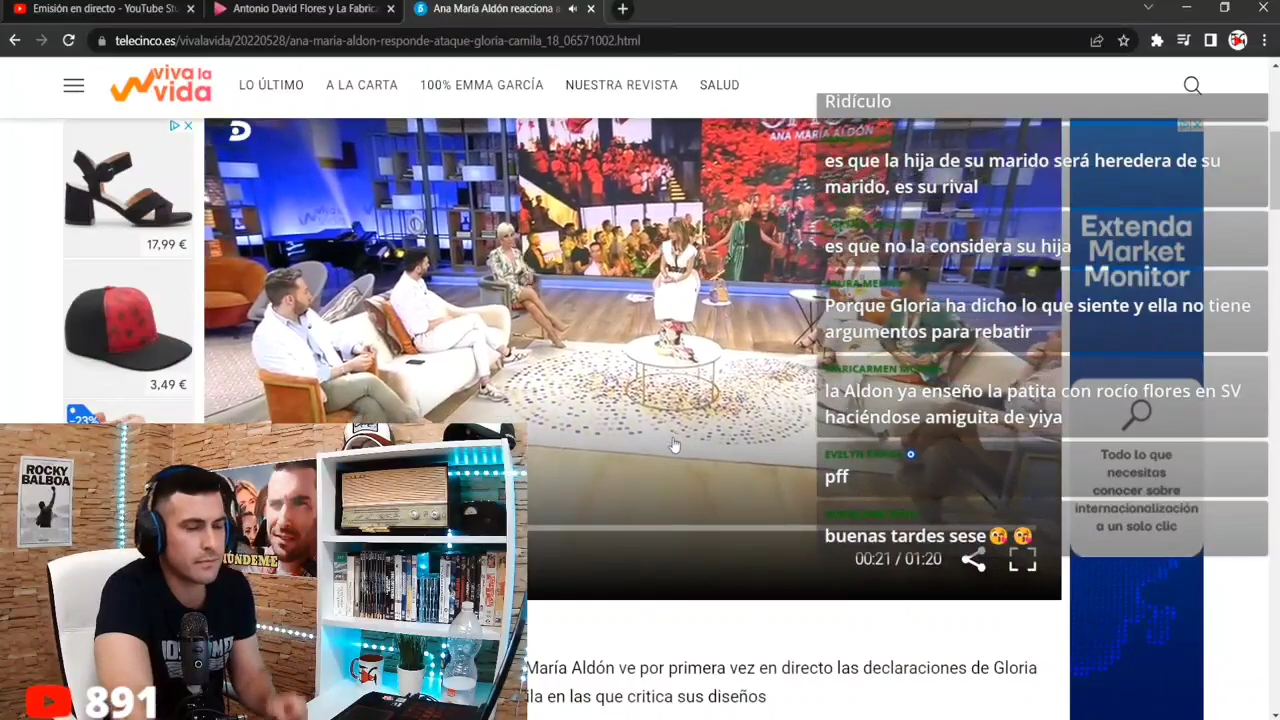 Emisión en directo - YouTube St
Antonio David Flores y La Fabrica
Ana María Aldón reacciona a
telecinco.es/vivalavida/20220528/ana-maria-aldon-responde-ataque-gloria-camila_18_06571002.html
viva la
vida
LO ÚLTIMO
A LA CARTA
100% EMMA GARCÍA
NUESTRA REVISTA
SALUD
17,99 €
3,49 €
-23%
ANA MARÍA ALDÓN
Ridículo
es que la hija de su marido será heredera de su
marido, es su rival
es que no la considera su hija
Porque Gloria ha dicho lo que siente y ella no tiene
argumentos para rebatir
la Aldon ya enseño la patita con rocío flores en SV
haciéndose amiguita de yiya
EVELYN
pff
buenas tardes sese😘😘
00:21 / 01:20
Extenda
Market
Monitor
Todo lo que
necesitas
conocer sobre
internacionalización
a un solo clic
ROCKY
BALBOA
ÚNDEME
María Aldón ve por primera vez en directo las declaraciones de Gloria
ila en las que critica sus diseños
891